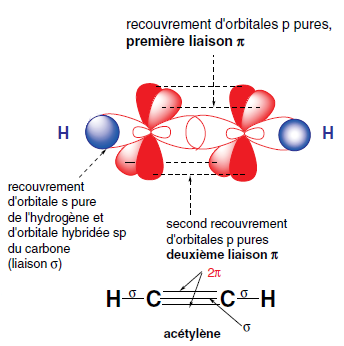 recouvrement d'orbitales p pures,
première liaison π
H
H
recouvrement
d'orbitale s pure
de l'hydrogène et
d'orbitale hybridée sp
du carbone
(liaison σ)
second recouvrement
d'orbitales p pures
deuxième liaison π
2π
H σ C C σ H
σ
acétylène